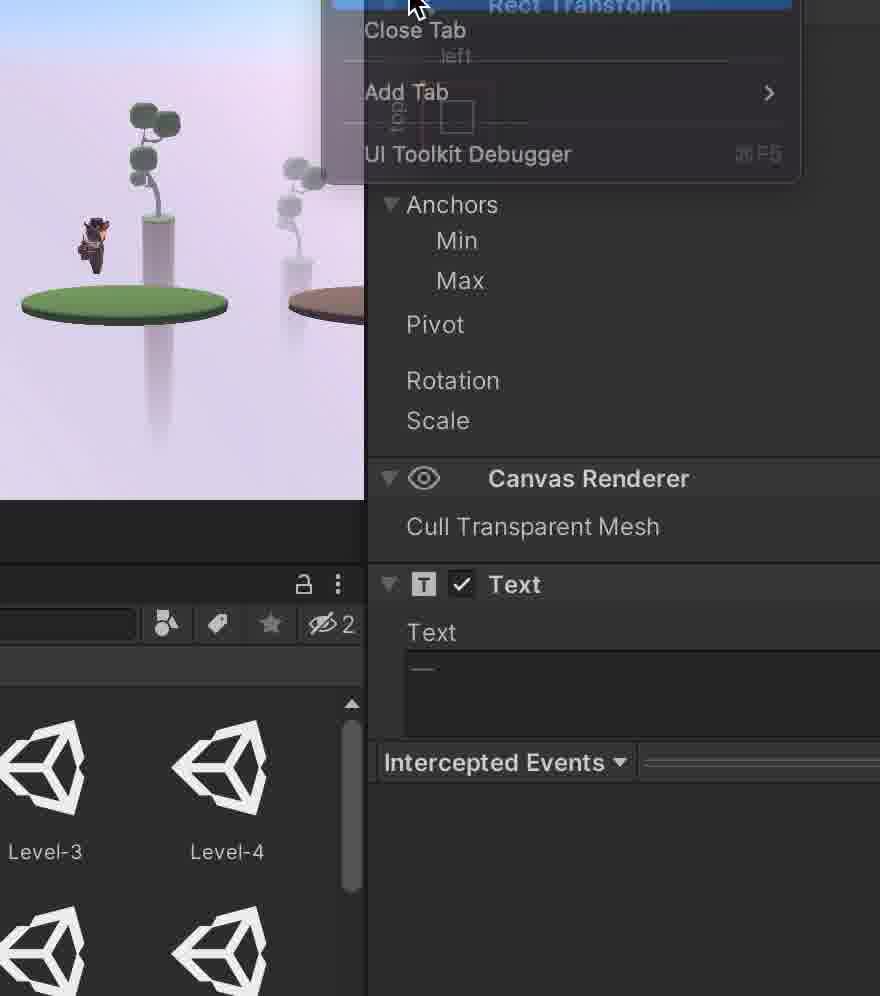 Rect Transform
Close Tab
left
Add Tab
top
UI Toolkit Debugger ⌘F5
Anchors
Min
Max
Pivot
Rotation
Scale
Canvas Renderer
Cull Transparent Mesh
T Text
Text
—
2
Intercepted Events
Level-3
Level-4